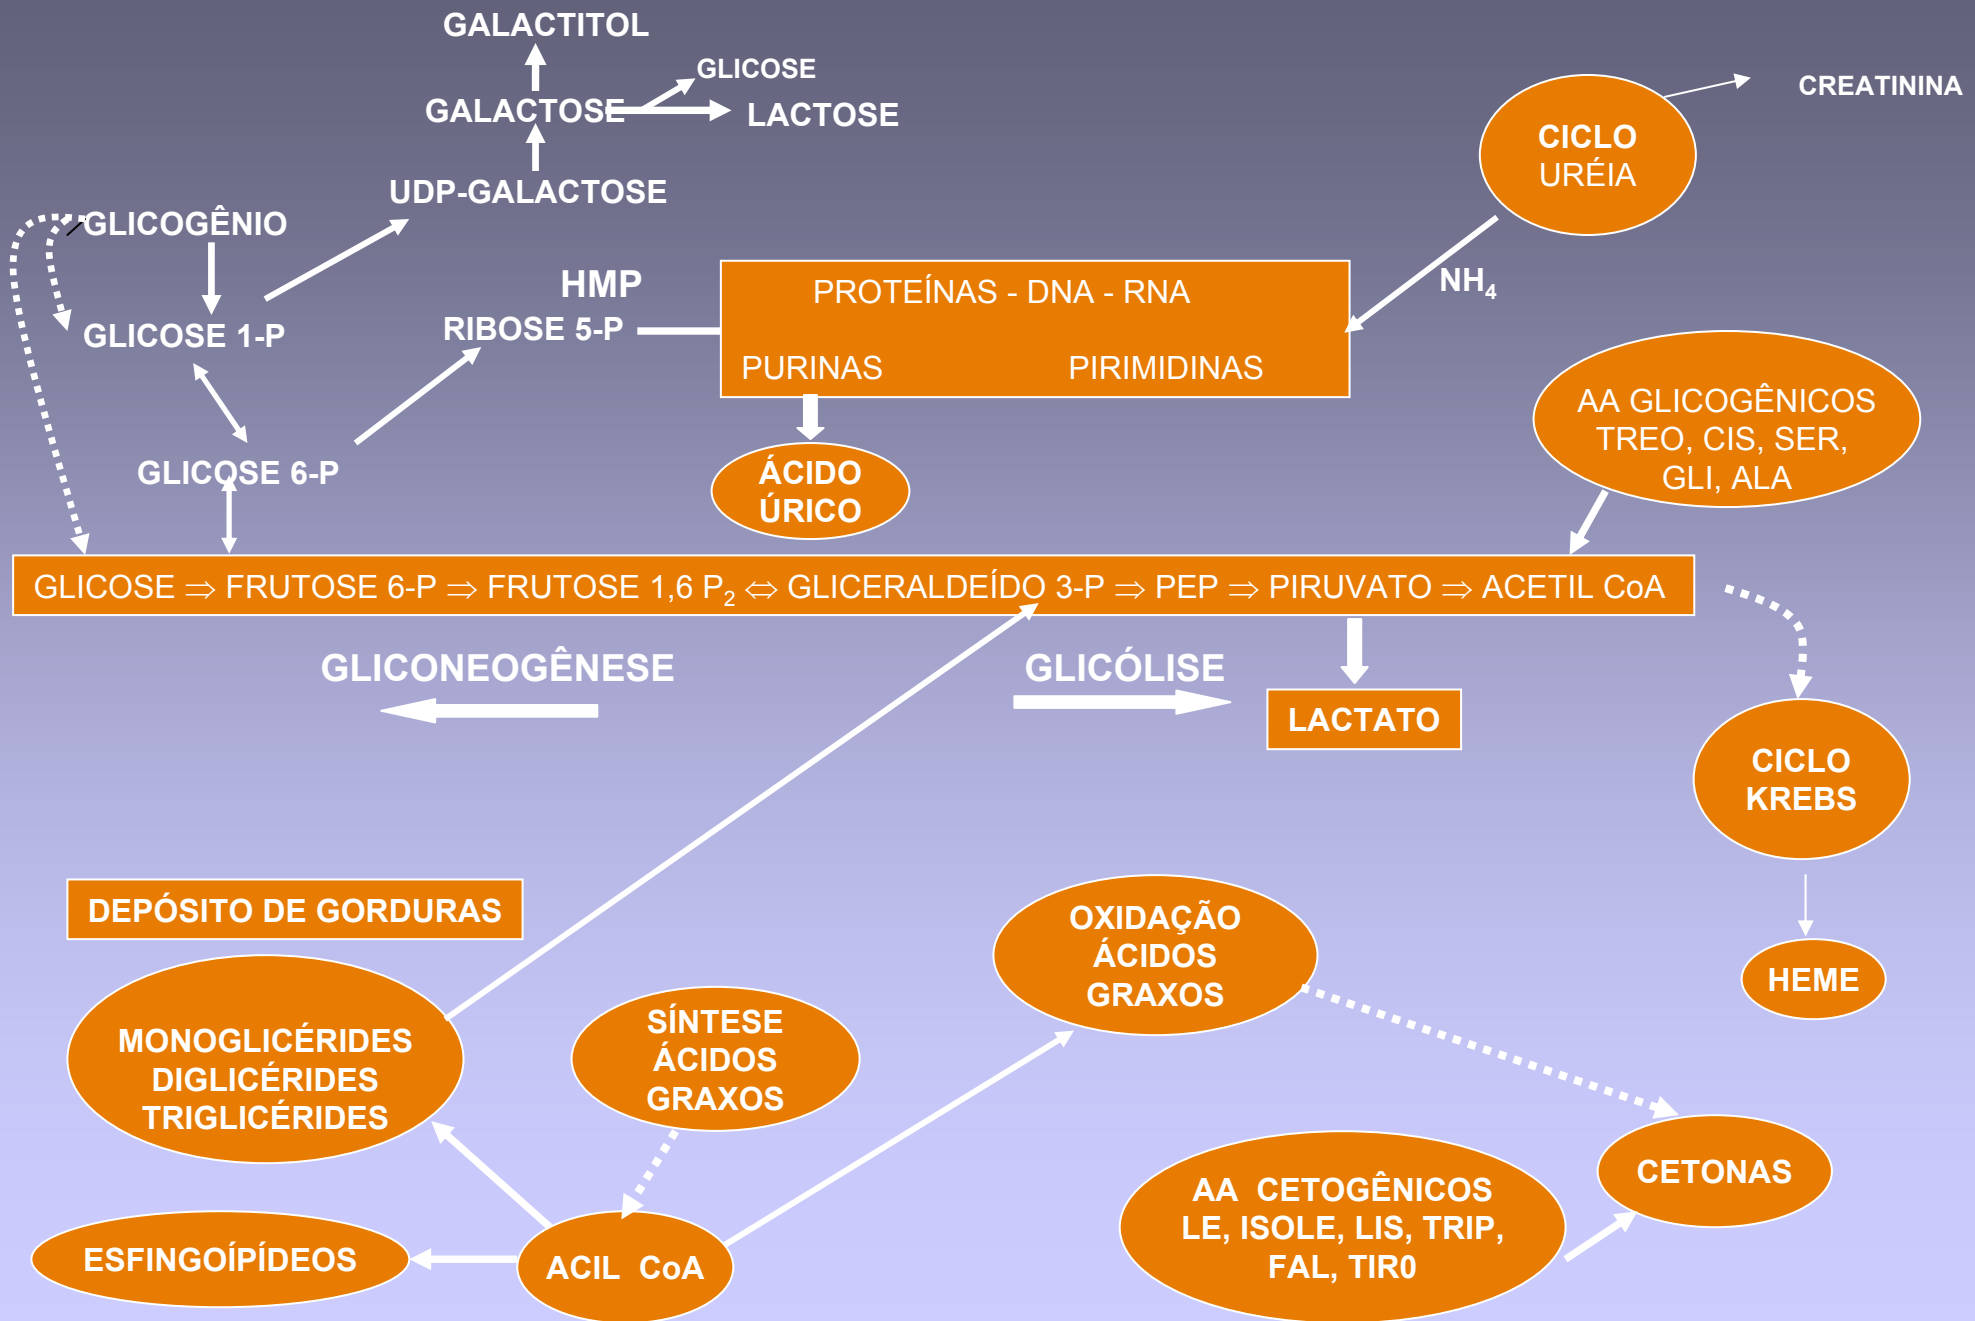 GALACTITOL
GLICOSE
GALACTOSE
LACTOSE
CREATININA
CICLO
URÉIA
UDP-GALACTOSE
GLICOGÊNIO
HMP
NH4
PROTEÍNAS - DNA - RNA
GLICOSE 1-P
RIBOSE 5-P
PURINAS PIRIMIDINAS
AA GLICOGÊNICOS
TREO, CIS, SER,
GLI, ALA
GLICOSE 6-P
ÁCIDO
ÚRICO
GLICOSE ⇒ FRUTOSE 6-P ⇒ FRUTOSE 1,6 P2 ⇔ GLICERALDEÍDO 3-P ⇒ PEP ⇒ PIRUVATO ⇒ ACETIL CoA
GLICONEOGÊNESE
GLICÓLISE
LACTATO
CICLO
KREBS
DEPÓSITO DE GORDURAS
OXIDAÇÃO
ÁCIDOS
GRAXOS
HEME
MONOGLICÉRIDES
DIGLICÉRIDES
TRIGLICÉRIDES
SÍNTESE
ÁCIDOS
GRAXOS
CETONAS
AA CETOGÊNICOS
LE, ISOLE, LIS, TRIP,
FAL, TIR0
ESFINGOÍPÍDEOS
ACIL CoA